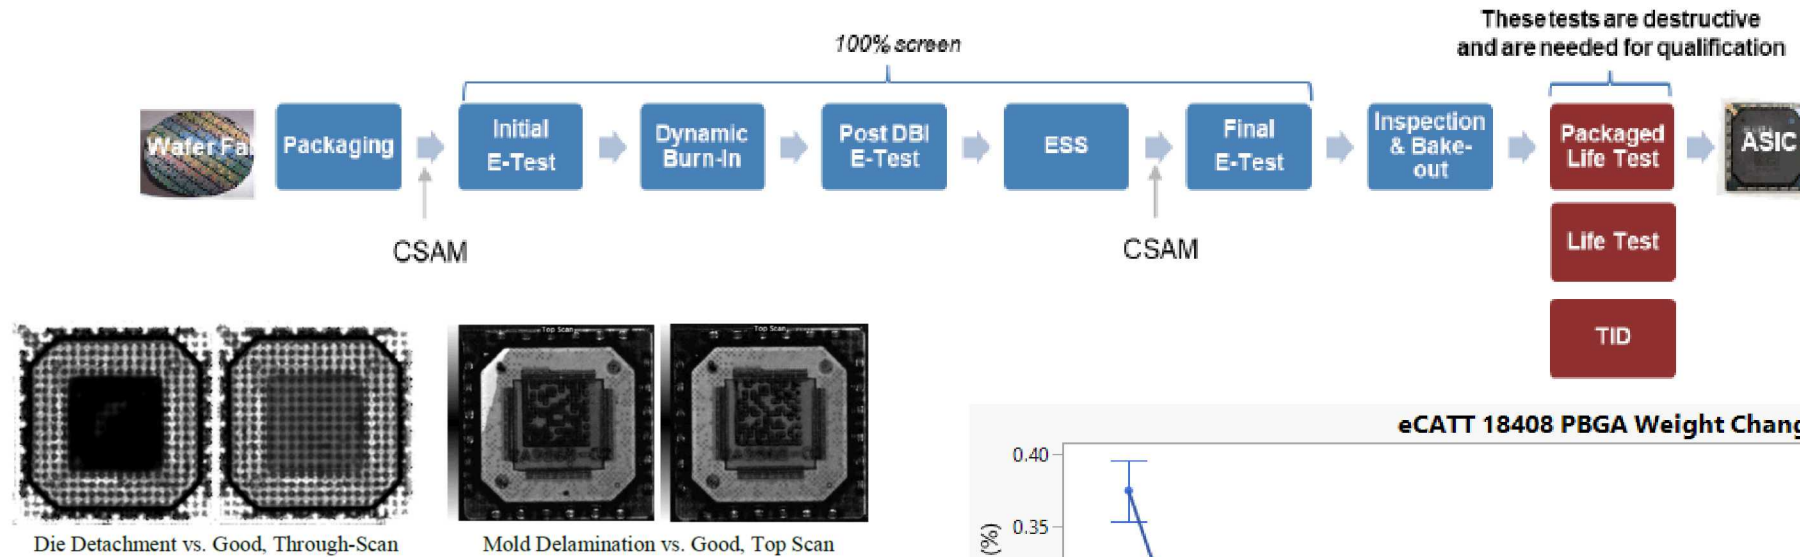 These tests are destructive
and are needed for qualification
100% screen
Wafer Fa
Packaging
Initial
E-Test
Dynamic
Burn-In
Post DBI
E-Test
ESS
Final
E-Test
Inspection
& Bake-
out
Packaged
Life Test
ASIC
CSAM
CSAM
Life Test
TID
Top Scan
Top Scan
Die Detachment vs. Good, Through-Scan
Mold Delamination vs. Good, Top Scan
eCATT 18408 PBGA Weight Chang
0.40
0.35
(%)